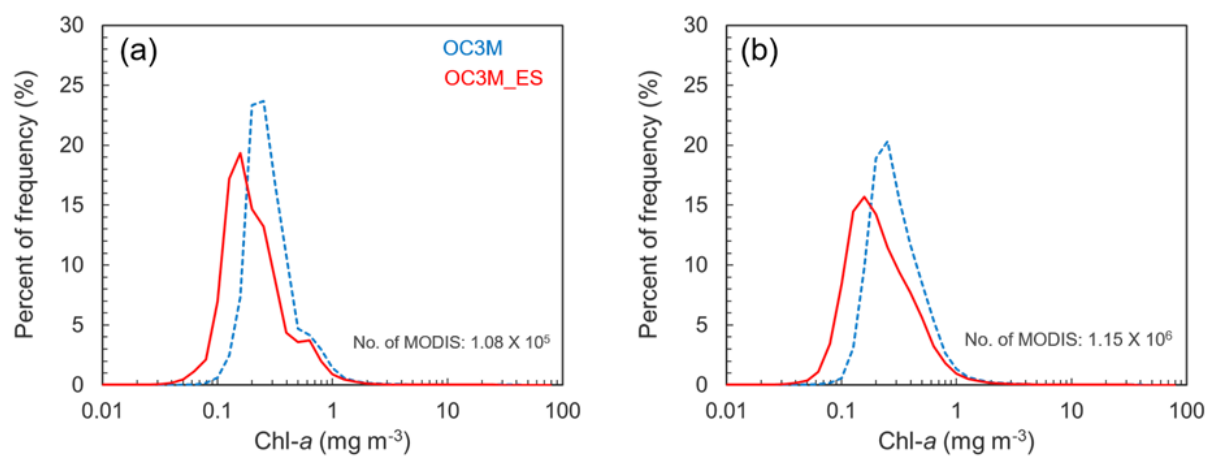 (a)
OC3M
OC3M_ES
Percent of frequency (%)
30
25
20
15
10
5
0
No. of MODIS: 1.08 X 10⁵
0.01 0.1 1 10 100
Chl-a (mg m⁻³)
(b)
Percent of frequency (%)
30
25
20
15
10
5
0
No. of MODIS: 1.15 X 10⁶
0.01 0.1 1 10 100
Chl-a (mg m⁻³)